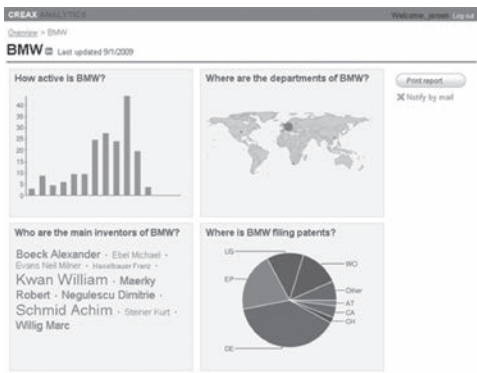 CREAX ANALYTICS
Welcome, jeroen Log out
Overview > BMW
BMW Last updated 9/1/2009
How active is BMW?
40
35
30
25
20
15
10
5
0
Where are the departments of BMW?
Print report
Notify by mail
Who are the main inventors of BMW?
Boeck Alexander · Ebel Michael ·
Evans Neil Milner · Haselbauer Franz ·
Kwan William · Maerky
Robert · Negulescu Dimitrie ·
Schmid Achim · Steiner Kurt ·
Willig Marc
Where is BMW filing patents?
US
WO
EP
Other
AT
CA
CH
DE